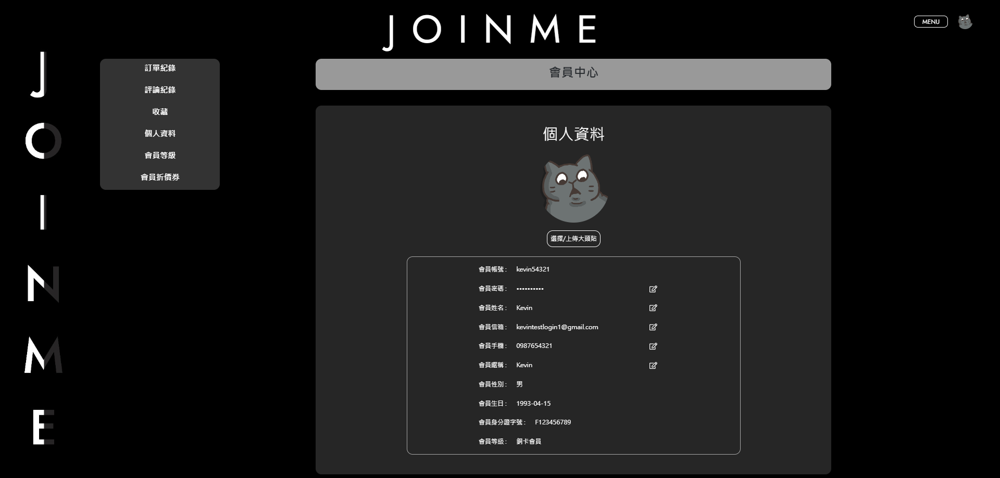 JOINME
MENU
JOINME
訂單紀錄
評論紀錄
收藏
個人資料
會員等級
會員折價券
會員中心
個人資料
選擇/上傳大頭貼
會員帳號 : kevin54321
會員密碼 : ••••••••••
會員姓名 : Kevin
會員信箱 : kevintestlogin1@gmail.com
會員手機 : 0987654321
會員暱稱 : Kevin
會員性別 : 男
會員生日 : 1993-04-15
會員身分證字號 : F123456789
會員等級 : 銅卡會員